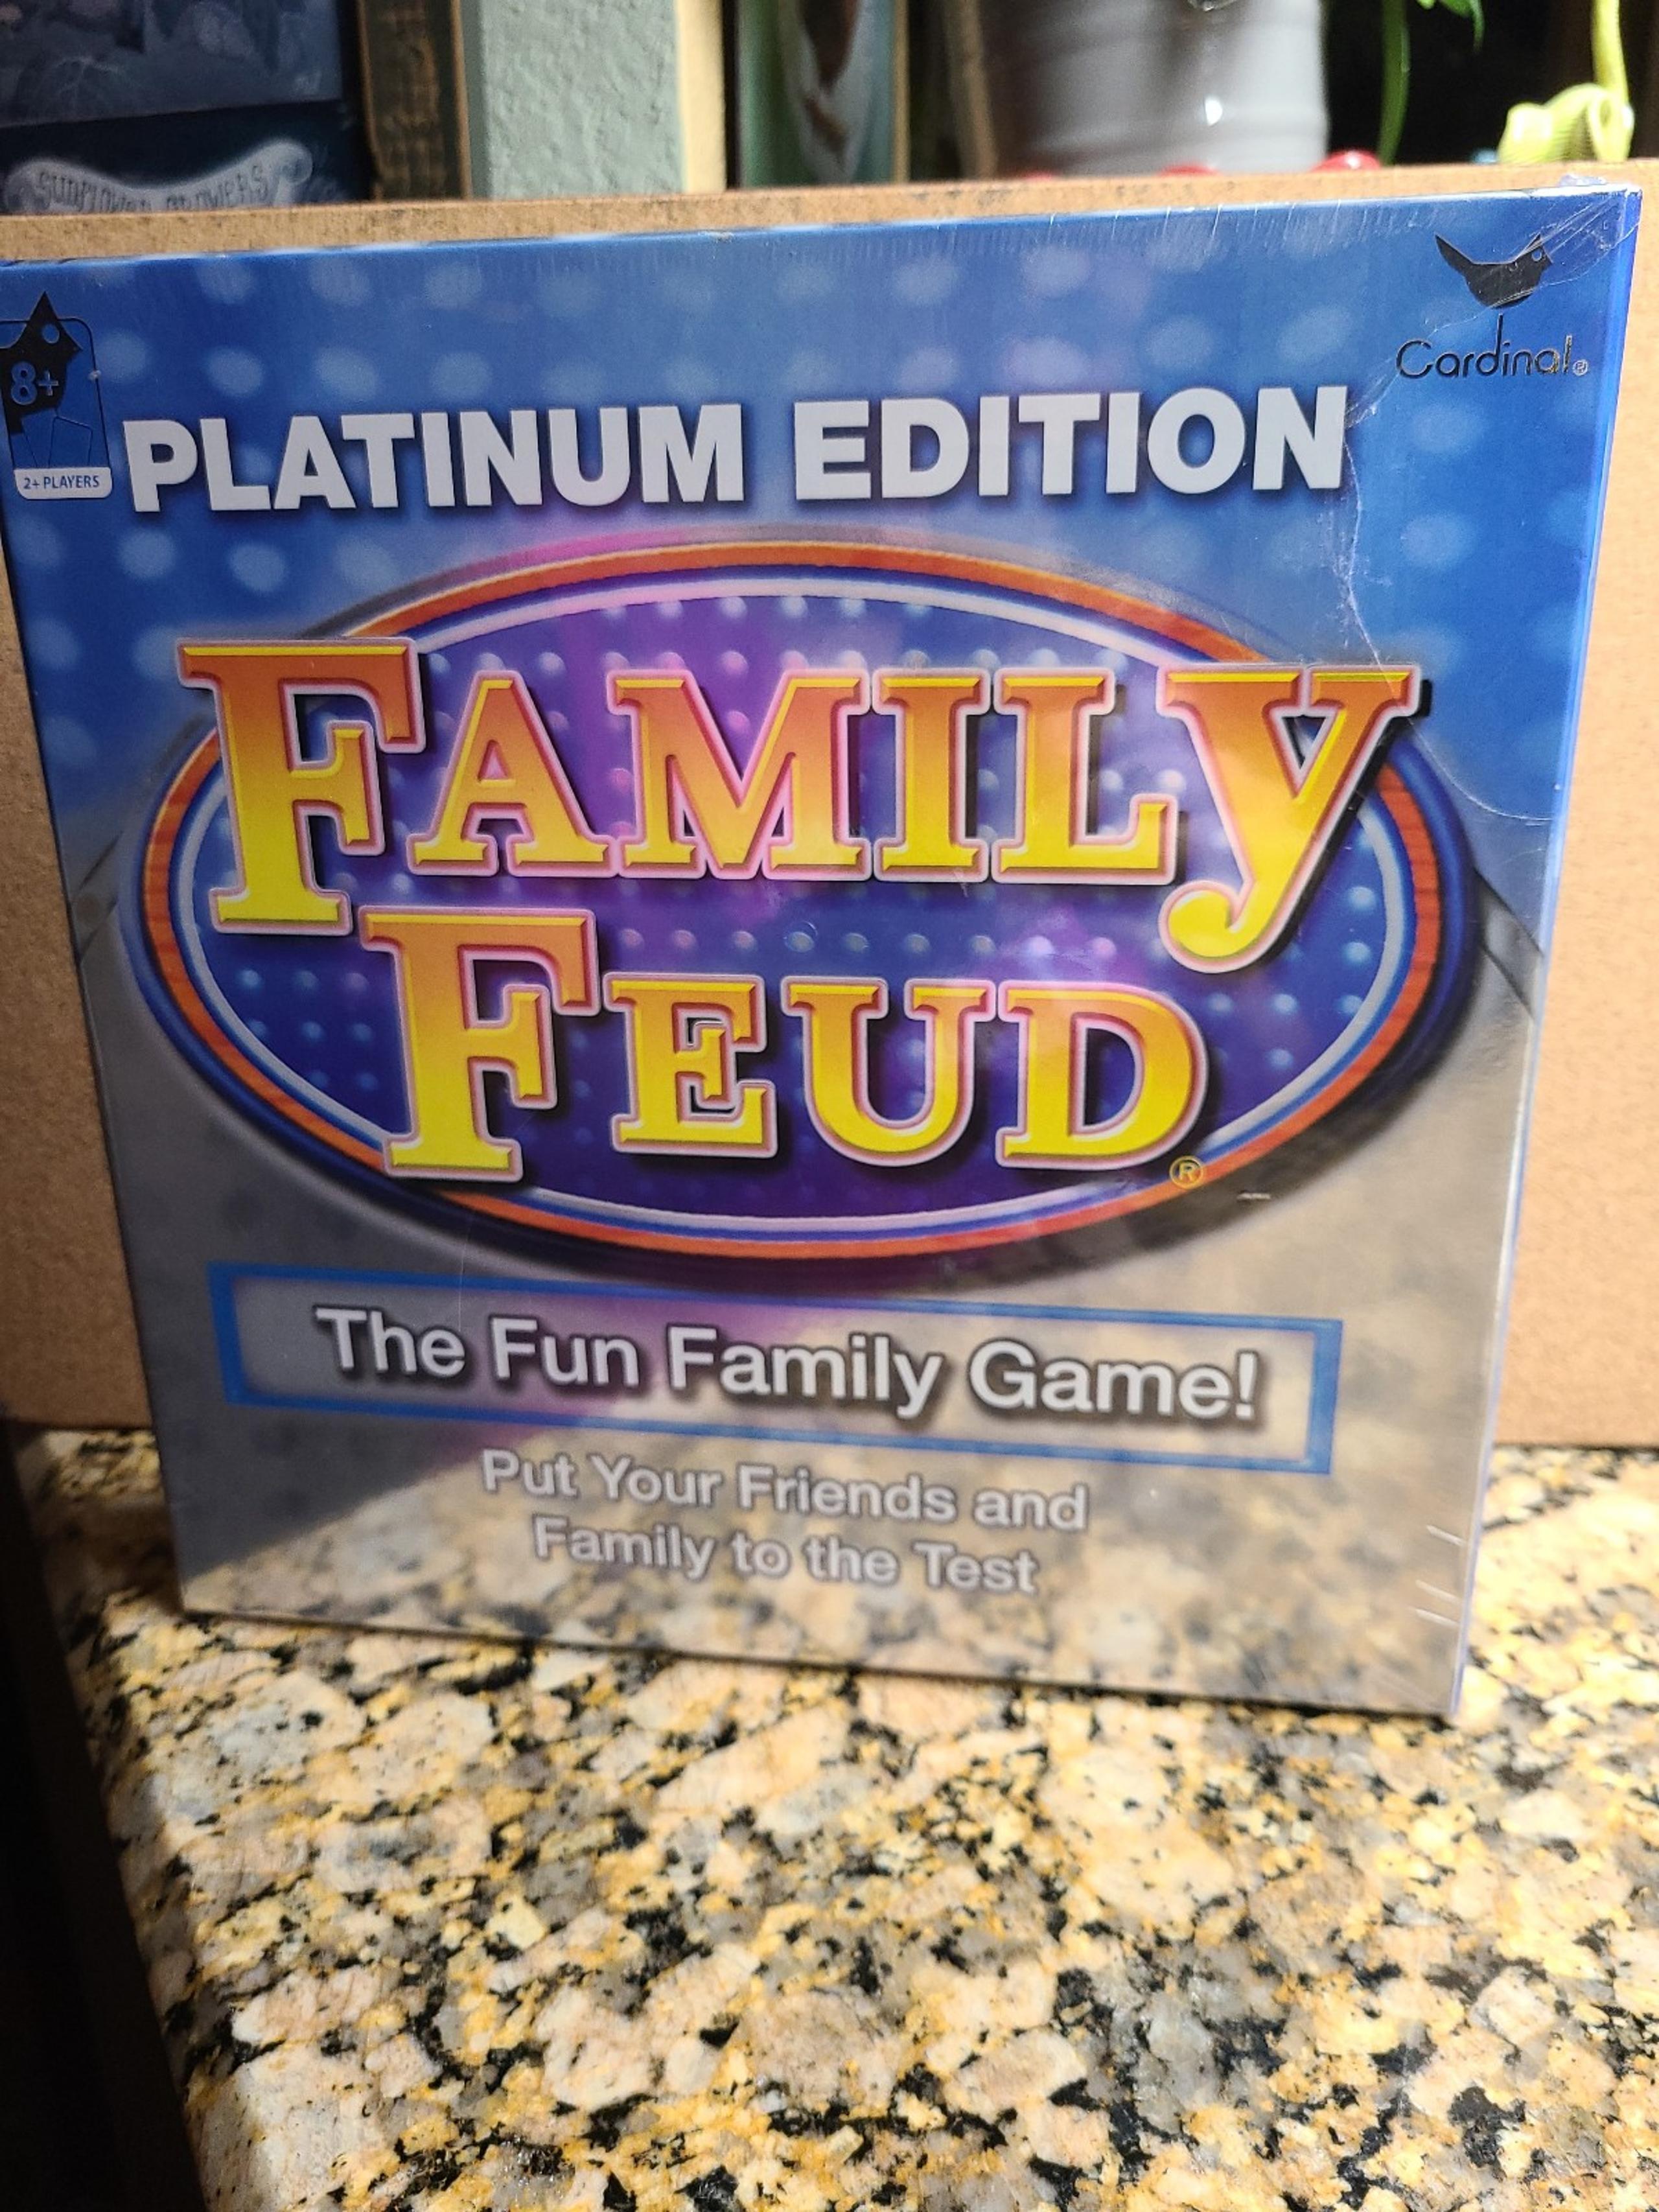 Cardinal®
8+
2+ PLAYERS
PLATINUM EDITION
FAMILY
FEUD®
The Fun Family Game!
Put Your Friends and
Family to the Test